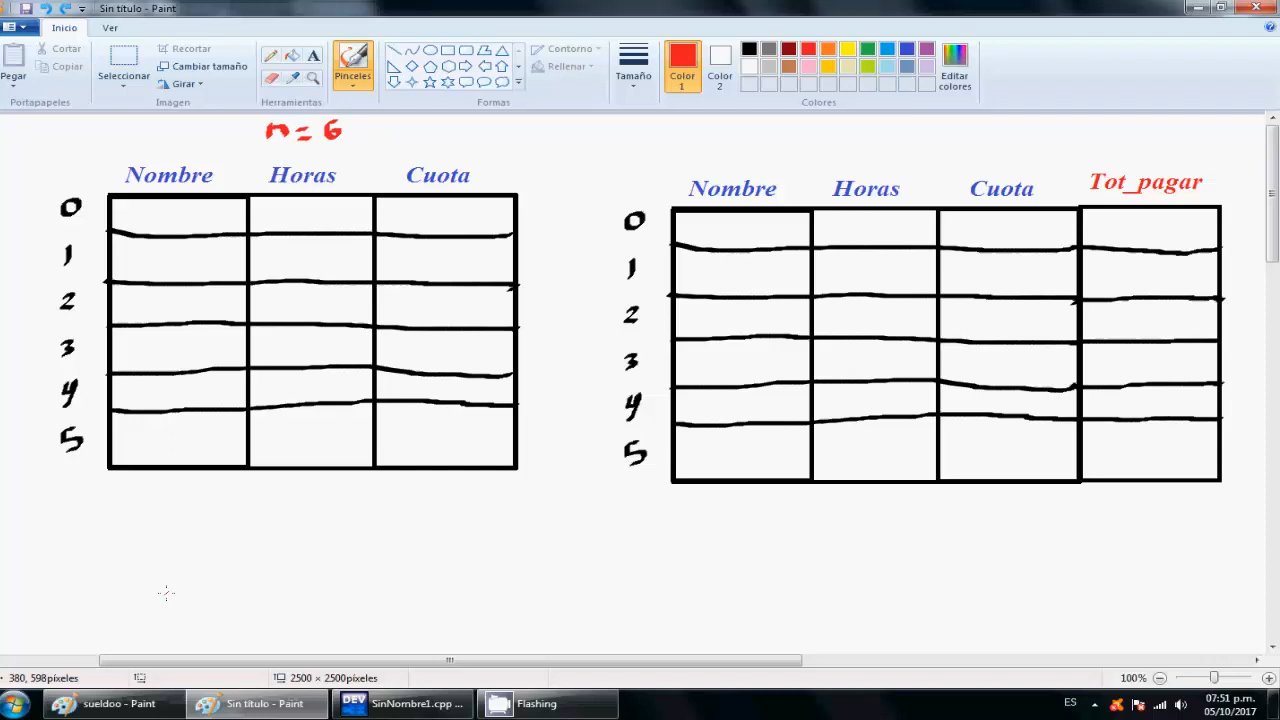 Sin título - Paint
Inicio
Ver
Pegar
Cortar
Copiar
Portapapeles
Seleccionar
Recortar
Cambiar tamaño
Girar
Imagen
A
Herramientas
Pinceles
Contorno
Rellenar
Formas
Tamaño
Color 1
Color 2
Editar colores
Colores
n = 6
Nombre Horas Cuota
0
1
2
3
4
5
Nombre Horas Cuota Tot_pagar
0
1
2
3
4
5
380, 598píxeles
2500 × 2500píxeles
100%
sueldoo - Paint
Sin título - Paint
DEV
SinNombre1.cpp ...
Flashing
ES
07:51 p.m.
05/10/2017